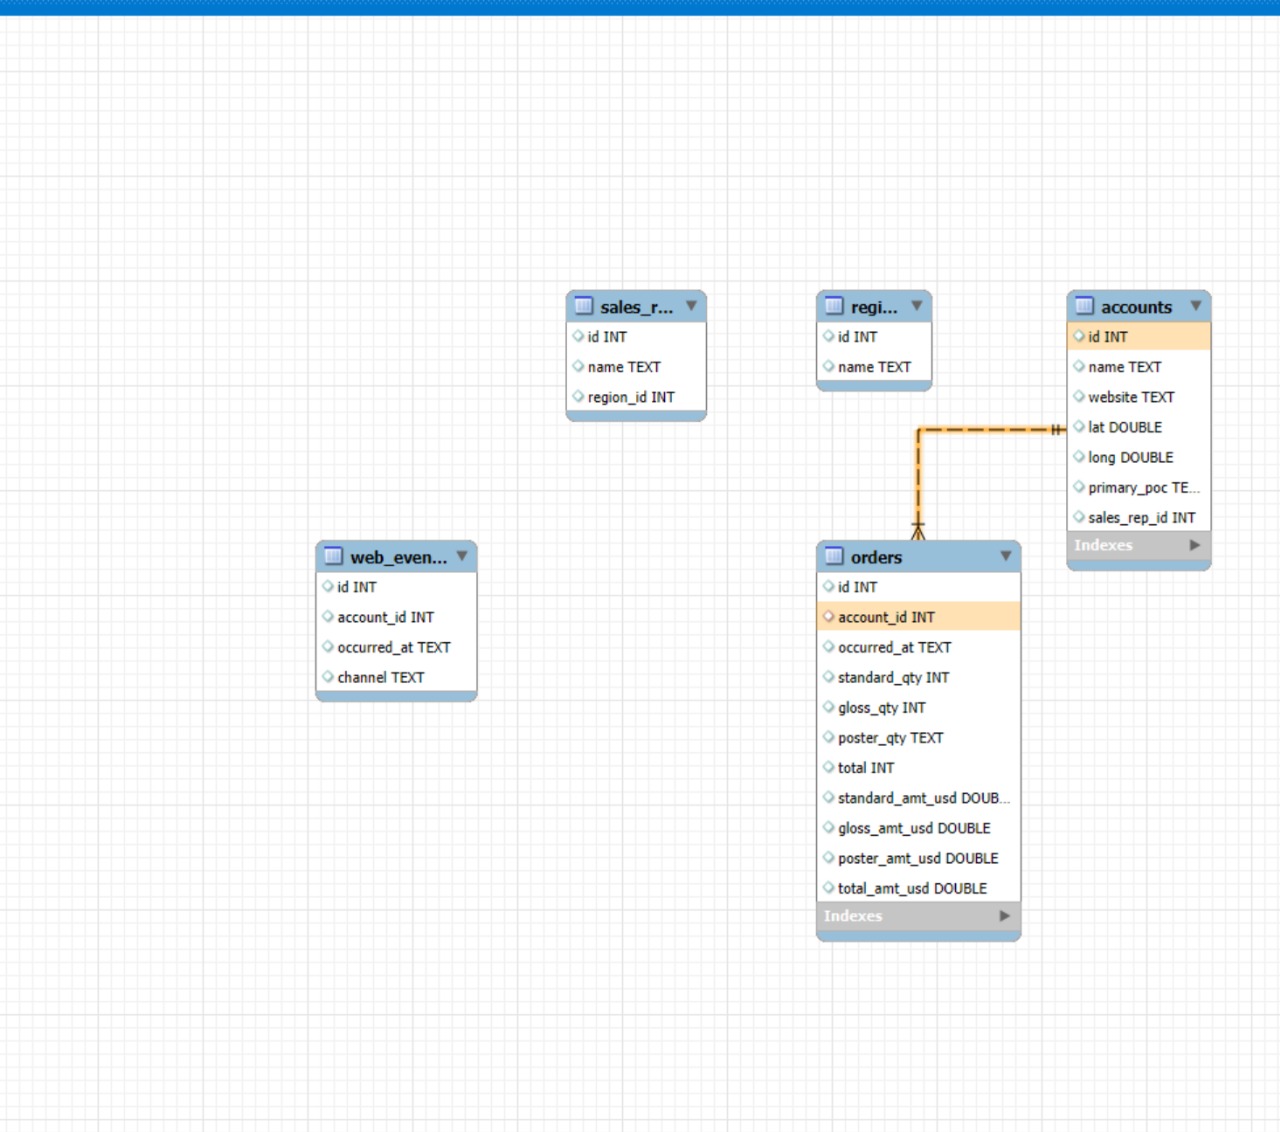 sales_r...
id INT
name TEXT
region_id INT
regi...
id INT
name TEXT
accounts
id INT
name TEXT
website TEXT
lat DOUBLE
long DOUBLE
primary_poc TE...
sales_rep_id INT
Indexes
web_even...
id INT
account_id INT
occurred_at TEXT
channel TEXT
orders
id INT
account_id INT
occurred_at TEXT
standard_qty INT
gloss_qty INT
poster_qty TEXT
total INT
standard_amt_usd DOUB...
gloss_amt_usd DOUBLE
poster_amt_usd DOUBLE
total_amt_usd DOUBLE
Indexes